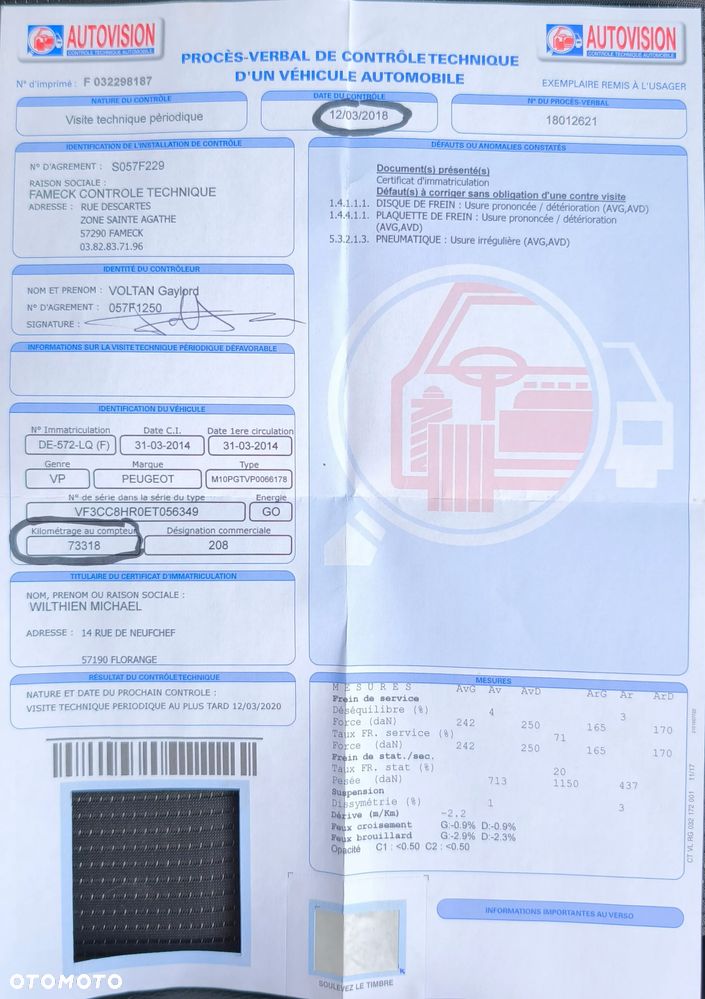 AUTOVISION
CONTROLE TECHNIQUE AUTOMOBILE
AUTOVISION
CONTROLE TECHNIQUE AUTOMOBILE
PROCÈS-VERBAL DE CONTRÔLE TECHNIQUE
D'UN VÉHICULE AUTOMOBILE
N° d'imprimé : F 032298187
EXEMPLAIRE REMIS À L'USAGER
NATURE DU CONTRÔLE
Visite technique périodique
DATE DU CONTRÔLE
12/03/2018
N° DU PROCÈS-VERBAL
18012621
IDENTIFICATION DE L'INSTALLATION DE CONTRÔLE
N° D'AGREMENT : S057F229
RAISON SOCIALE :
FAMECK CONTROLE TECHNIQUE
ADRESSE : RUE DESCARTES
ZONE SAINTE AGATHE
57290 FAMECK
03.82.83.71.96
IDENTITÉ DU CONTRÔLEUR
NOM ET PRENOM : VOLTAN Gaylord
N° D'AGREMENT : 057F1250
SIGNATURE :
INFORMATIONS SUR LA VISITE TECHNIQUE PÉRIODIQUE DÉFAVORABLE
IDENTIFICATION DU VÉHICULE
N° Immatriculation Date C.I. Date 1ere circulation
DE-572-LQ (F) 31-03-2014 31-03-2014
Genre Marque Type
VP PEUGEOT M10PGTVP0066178
N° de série dans la série du type Energie
VF3CC8HR0ET056349 GO
Kilométrage au compteur Désignation commerciale
73318 208
TITULAIRE DU CERTIFICAT D'IMMATRICULATION
NOM, PRENOM OU RAISON SOCIALE :
WILTHIEN MICHAEL
ADRESSE : 14 RUE DE NEUFCHEF
57190 FLORANGE
RÉSULTAT DU CONTRÔLE TECHNIQUE
NATURE ET DATE DU PROCHAIN CONTROLE :
VISITE TECHNIQUE PERIODIQUE AU PLUS TARD 12/03/2020
DÉFAUTS OU ANOMALIES CONSTATÉS
Document(s) présenté(s)
Certificat d'immatriculation
Défaut(s) à corriger sans obligation d'une contre visite
1.4.1.1.1. DISQUE DE FREIN : Usure prononcée / détérioration (AVG,AVD)
1.4.4.1.1. PLAQUETTE DE FREIN : Usure prononcée / détérioration
(AVG,AVD)
5.3.2.1.3. PNEUMATIQUE : Usure irrégulière (AVG,AVD)
MESURES
M E S U R E S AvG Av AvD ArG Ar ArD
Frein de service
Déséquilibre (%) 4 3
Force (daN) 242 250 165 170
Taux FR. service (%) 71
Force (daN) 242 250 165 170
Frein de stat./sec.
Taux FR. stat (%) 20
Pesée (daN) 713 1150 437
Suspension
Dissymétrie (%) 1 3
Dérive (m/Km) -2.2
Feux croisement G:-0.9% D:-0.9%
Feux brouillard G:-2.9% D:-2.3%
Opacité C1 : <0.50 C2 : <0.50
CT VL RG 032 172 001 11/17
INFORMATIONS IMPORTANTES AU VERSO
SOULEVEZ LE TIMBRE
OTOMOTO